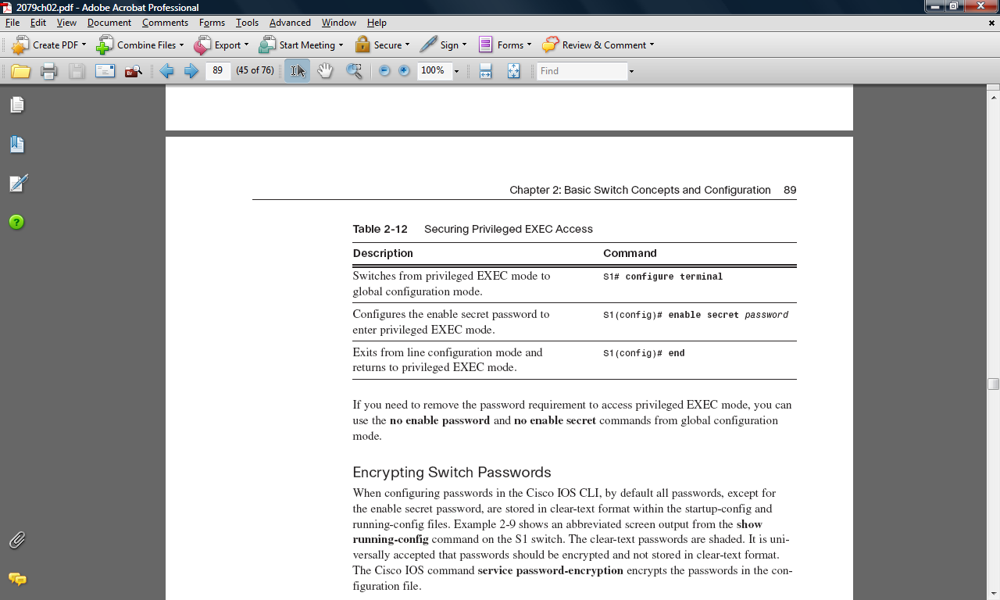 2079ch02.pdf - Adobe Acrobat Professional
File Edit View Document Comments Forms Tools Advanced Window Help
Create PDF Combine Files Export Start Meeting Secure Sign Forms Review & Comment
Br 89 (45 of 76) 100% Find
Chapter 2: Basic Switch Concepts and Configuration 89
Table 2-12 Securing Privileged EXEC Access
Description Command
Switches from privileged EXEC mode to S1# configure terminal
global configuration mode.
Configures the enable secret password to S1(config)# enable secret password
enter privileged EXEC mode.
Exits from line configuration mode and S1(config)# end
returns to privileged EXEC mode.
If you need to remove the password requirement to access privileged EXEC mode, you can
use the no enable password and no enable secret commands from global configuration
mode.
Encrypting Switch Passwords
When configuring passwords in the Cisco IOS CLI, by default all passwords, except for
the enable secret password, are stored in clear-text format within the startup-config and
running-config files. Example 2-9 shows an abbreviated screen output from the show
running-config command on the S1 switch. The clear-text passwords are shaded. It is uni-
versally accepted that passwords should be encrypted and not stored in clear-text format.
The Cisco IOS command service password-encryption encrypts the passwords in the con-
figuration file.